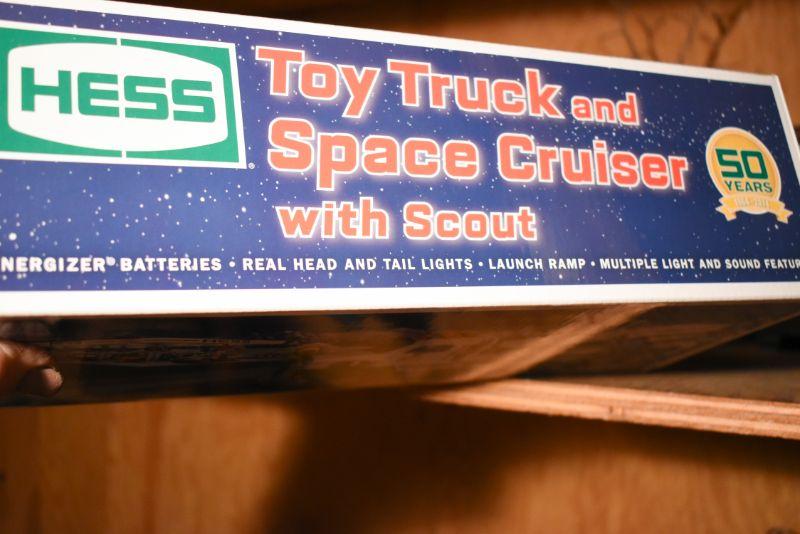 HESS
Toy Truck and
Space Cruiser
with Scout
50
YEARS
NERGIZER® BATTERIES • REAL HEAD AND TAIL LIGHTS • LAUNCH RAMP • MULTIPLE LIGHT AND SOUND FEATUR